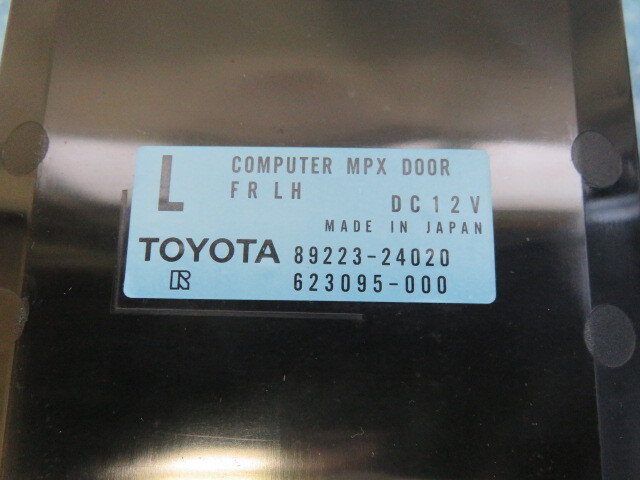 L COMPUTER MPX DOOR
FR LH
DC12V
MADE IN JAPAN
TOYOTA 89223-24020
623095-000